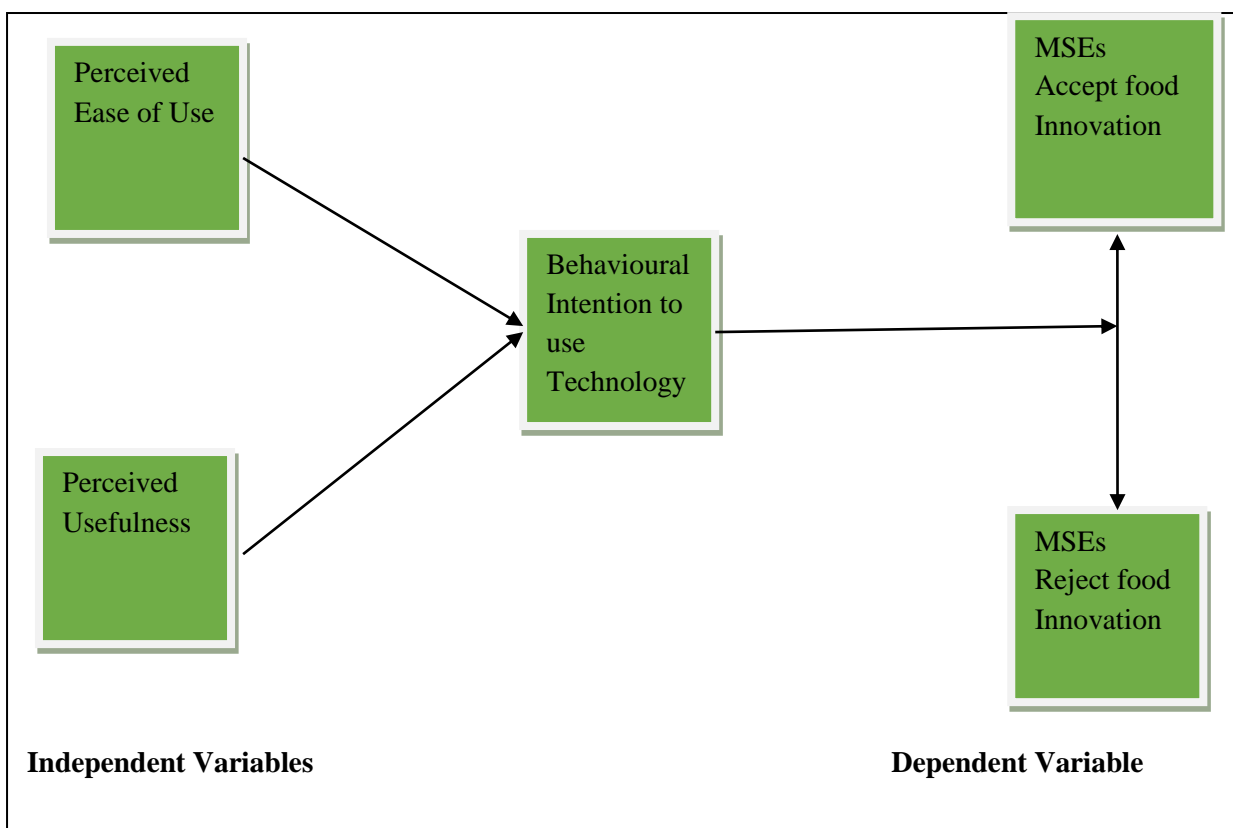 Perceived
Ease of Use
MSEs
Accept food
Innovation
Behavioural
Intention to
use
Technology
Perceived
Usefulness
MSEs
Reject food
Innovation
Independent Variables
Dependent Variable